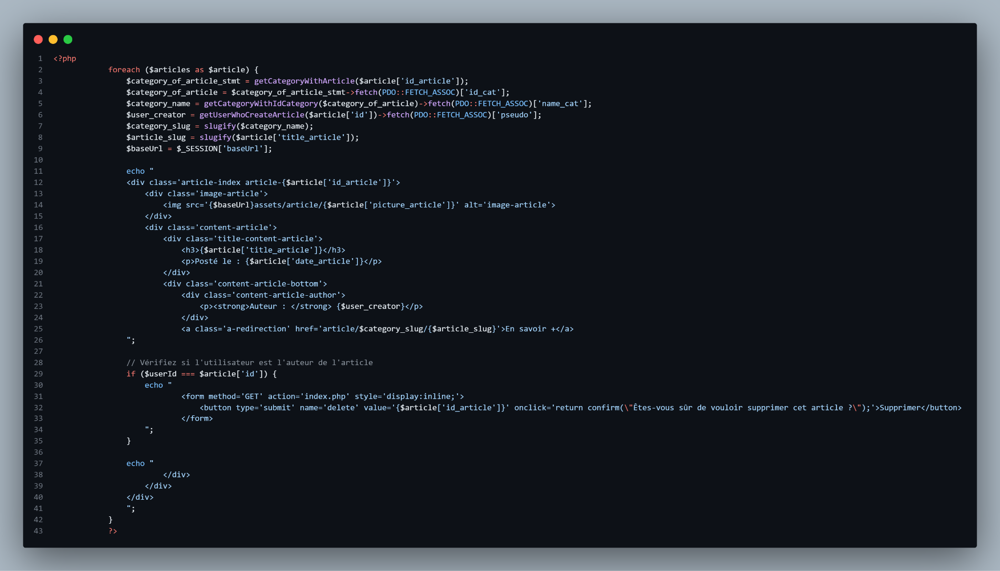 1 <?php
2 foreach ($articles as $article) {
3 $category_of_article_stmt = getCategoryWithArticle($article['id_article']);
4 $category_of_article = $category_of_article_stmt->fetch(PDO::FETCH_ASSOC)['id_cat'];
5 $category_name = getCategoryWithIdCategory($category_of_article)->fetch(PDO::FETCH_ASSOC)['name_cat'];
6 $user_creator = getUserWhoCreateArticle($article['id'])->fetch(PDO::FETCH_ASSOC)['pseudo'];
7 $category_slug = slugify($category_name);
8 $article_slug = slugify($article['title_article']);
9 $baseUrl = $_SESSION['baseUrl'];
10
11 echo "
12 <div class='article-index article-{$article['id_article']}'>
13 <div class='image-article'>
14 <img src='{$baseUrl}assets/article/{$article['picture_article']}' alt='image-article'>
15 </div>
16 <div class='content-article'>
17 <div class='title-content-article'>
18 <h3>{$article['title_article']}</h3>
19 <p>Posté le : {$article['date_article']}</p>
20 </div>
21 <div class='content-article-bottom'>
22 <div class='content-article-author'>
23 <p><strong>Auteur : </strong> {$user_creator}</p>
24 </div>
25 <a class='a-redirection' href='article/$category_slug/{$article_slug}'>En savoir +</a>
26 ";
27
28 // Vérifiez si l'utilisateur est l'auteur de l'article
29 if ($userId === $article['id']) {
30 echo "
31 <form method='GET' action='index.php' style='display:inline;'>
32 <button type='submit' name='delete' value='{$article['id_article']}' onclick='return confirm(\"Êtes-vous sûr de vouloir supprimer cet article ?\");'>Supprimer</button>
33 </form>
34 ";
35 }
36
37 echo "
38 </div>
39 </div>
40 </div>
41 ";
42 }
43 ?>